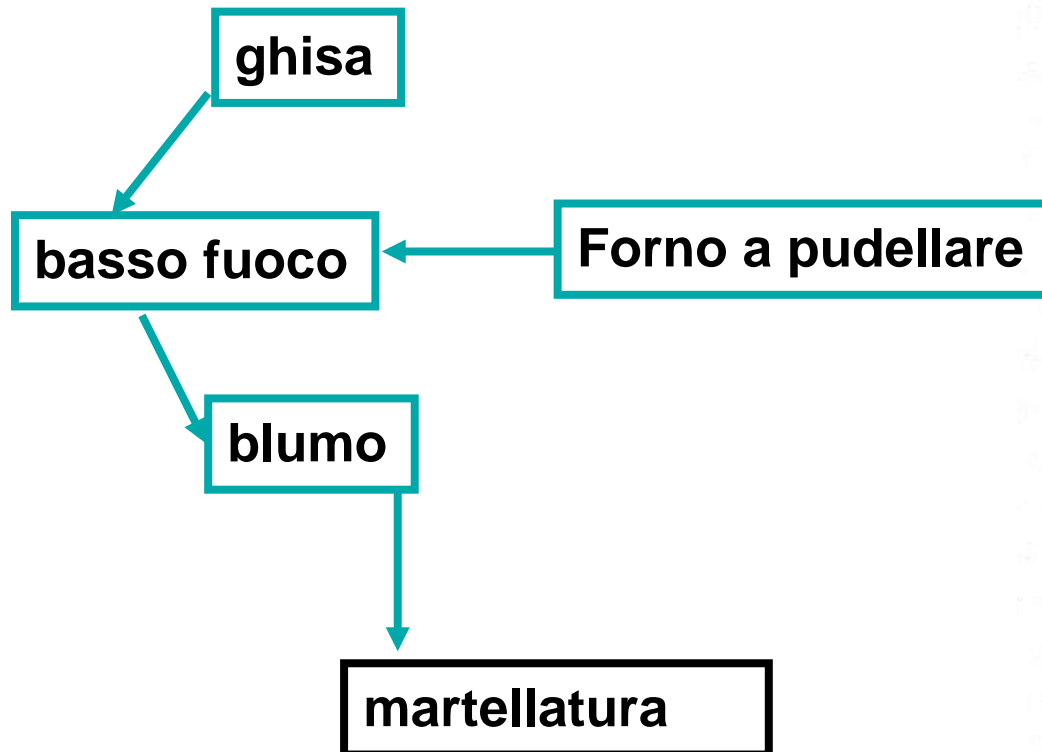 ghisa
basso fuoco
Forno a pudellare
blumo
martellatura